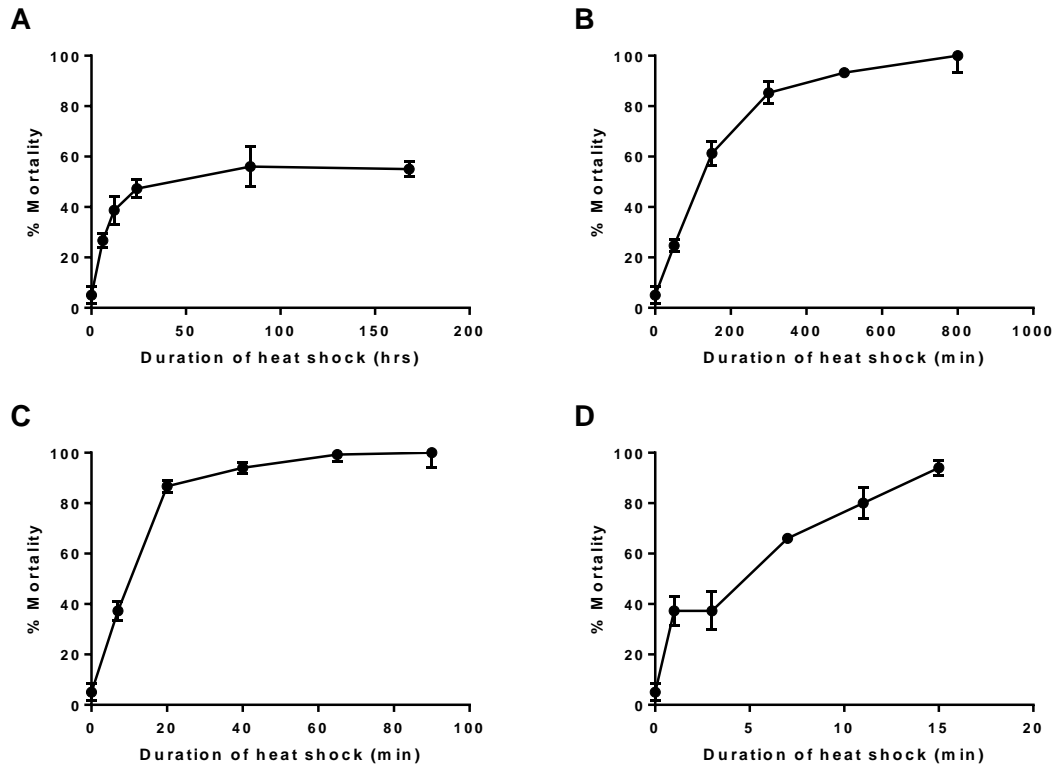 A
100
80
60
40
20
0
% Mortality
0 50 100 150 200
Duration of heat shock (hrs)
B
100
80
60
40
20
0
% Mortality
0 200 400 600 800 1000
Duration of heat shock (min)
C
100
80
60
40
20
0
% Mortality
0 20 40 60 80 100
Duration of heat shock (min)
D
100
80
60
40
20
0
% Mortality
0 5 10 15 20
Duration of heat shock (min)